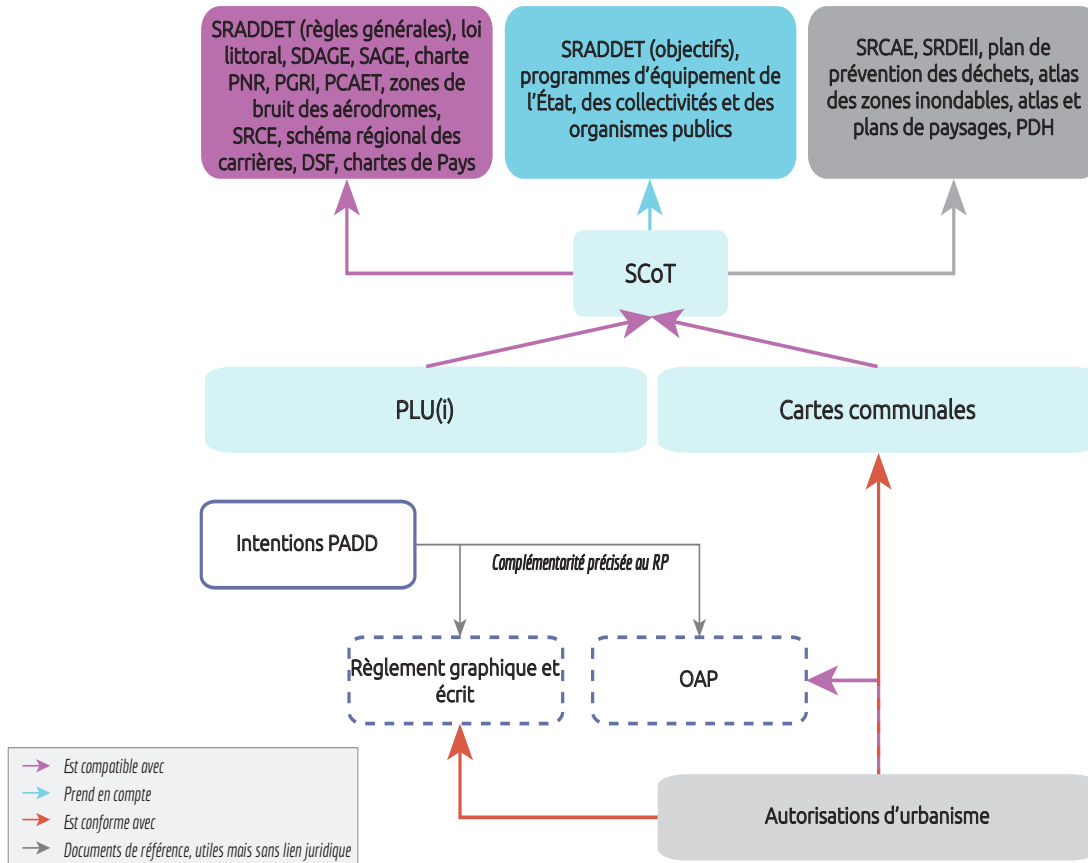 SRADDET (règles générales), loi
littoral, SDAGE, SAGE, charte
PNR, PGRI, PCAET, zones de
bruit des aérodromes,
SRCE, schéma régional des
carrières, DSF, chartes de Pays
SRADDET (objectifs),
programmes d'équipement de
l'État, des collectivités et des
organismes publics
SRCAE, SRDEII, plan de
prévention des déchets, atlas
des zones inondables, atlas et
plans de paysages, PDH
SCoT
PLU(i)
Cartes communales
Intentions PADD
Complémentarité précisée au RP
Règlement graphique et
écrit
OAP
Autorisations d'urbanisme
Est compatible avec
Prend en compte
Est conforme avec
Documents de référence, utiles mais sans lien juridique